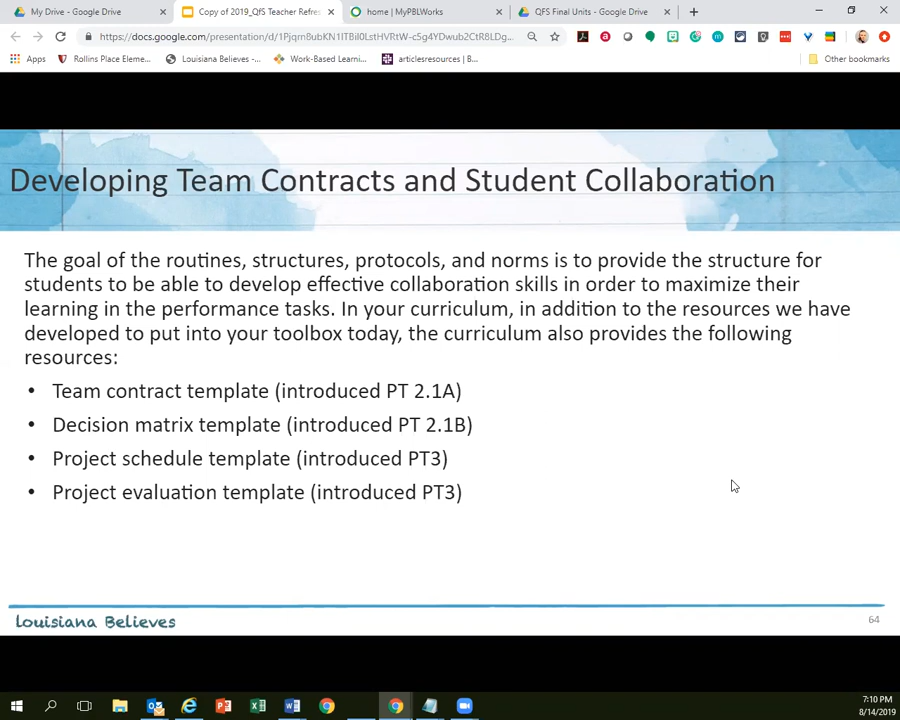 My Drive - Google Drive
Copy of 2019_QfS Teacher Refres
home | MyPBLWorks
QFS Final Units - Google Drive
Apps
Rollins Place Eleme...
Louisiana Believes -...
Work-Based Learni...
articlesresources | B...
Other bookmarks
Developing Team Contracts and Student Collaboration
The goal of the routines, structures, protocols, and norms is to provide the structure for
students to be able to develop effective collaboration skills in order to maximize their
learning in the performance tasks. In your curriculum, in addition to the resources we have
developed to put into your toolbox today, the curriculum also provides the following
resources:
• Team contract template (introduced PT 2.1A)
• Decision matrix template (introduced PT 2.1B)
• Project schedule template (introduced PT3)
• Project evaluation template (introduced PT3)
Louisiana Believes
64
7:10 PM
8/14/2019